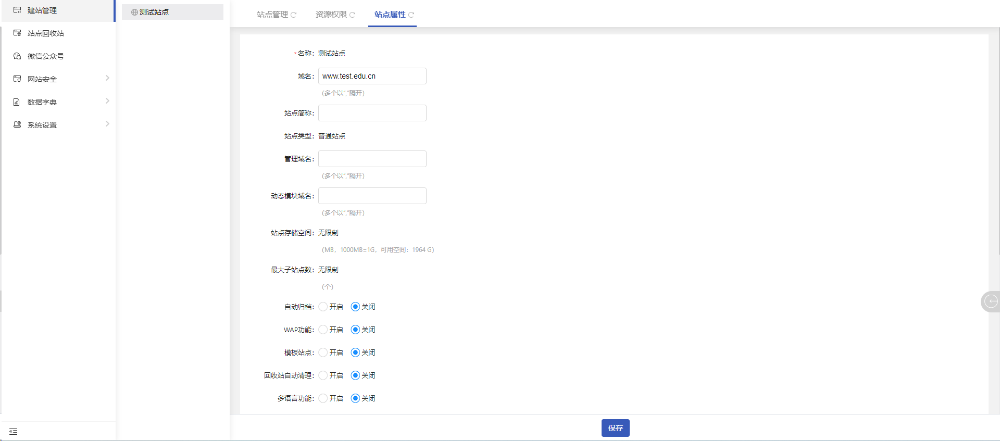 建站管理
站点回收站
微信公众号
网站安全
数据字典
系统设置
测试站点
站点管理 资源权限 站点属性
*名称: 测试站点
域名: www.test.edu.cn
(多个以","隔开)
站点简称:
站点类型: 普通站点
管理域名:
(多个以","隔开)
动态模块域名:
(多个以","隔开)
站点存储空间: 无限制
(MB，1000MB=1G，可用空间：1964 G)
最大子站点数: 无限制
(个)
自动归档: 开启 关闭
WAP功能: 开启 关闭
模板站点: 开启 关闭
回收站自动清理: 开启 关闭
多语言功能: 开启 关闭
保存